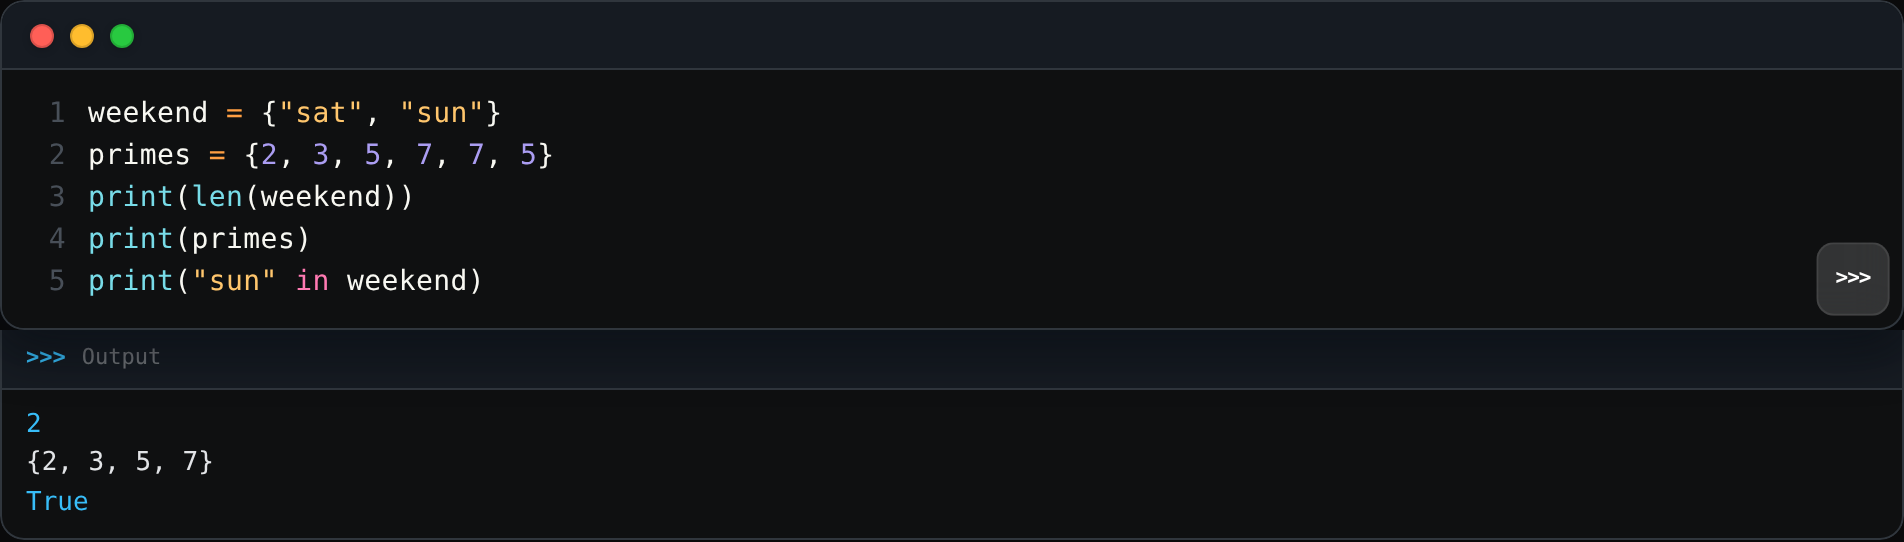 1 weekend = {"sat", "sun"}
2 primes = {2, 3, 5, 7, 7, 5}
3 print(len(weekend))
4 print(primes)
5 print("sun" in weekend)
>>>
>>> Output
2
{2, 3, 5, 7}
True